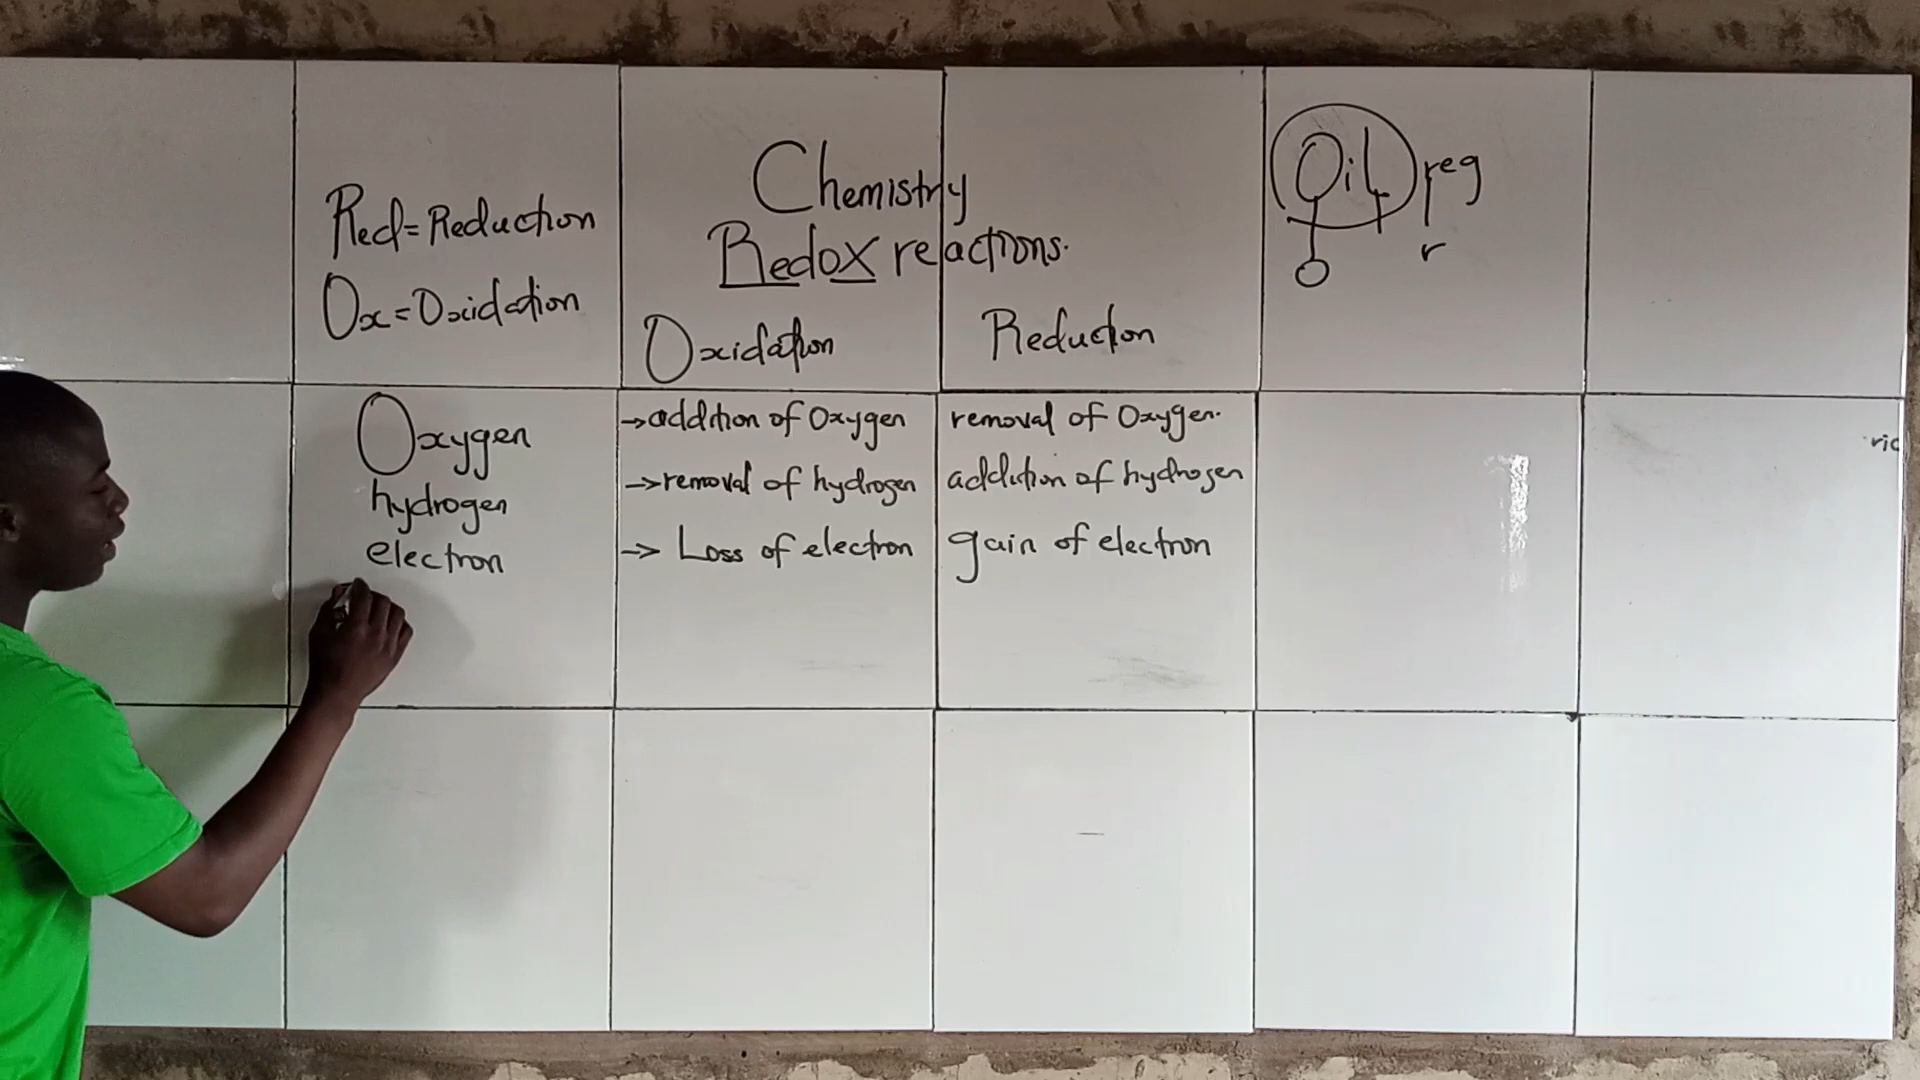 Chemistry
Redox reactions.
Red = Reduction
Ox = Oxidation
OiL reg
O r
Oxidation Reduction
Oxygen → addition of Oxygen removal of Oxygen.
hydrogen → removal of hydrogen addition of hydrogen
electron → Loss of electron gain of electron
ric